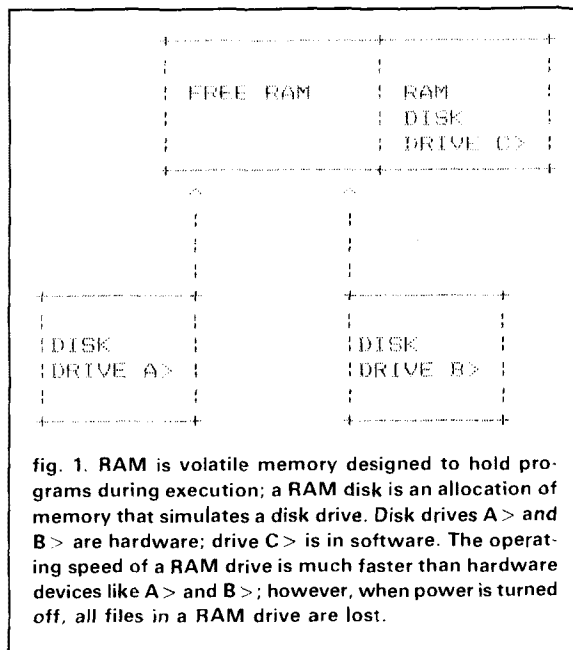 FREE RAM
RAM
DISK
DRIVE C>
DISK
DRIVE A>
DISK
DRIVE B>
fig. 1. RAM is volatile memory designed to hold pro-
grams during execution; a RAM disk is an allocation of
memory that simulates a disk drive. Disk drives A > and
B > are hardware; drive C > is in software. The operat-
ing speed of a RAM drive is much faster than hardware
devices like A > and B > ; however, when power is turned
off, all files in a RAM drive are lost.